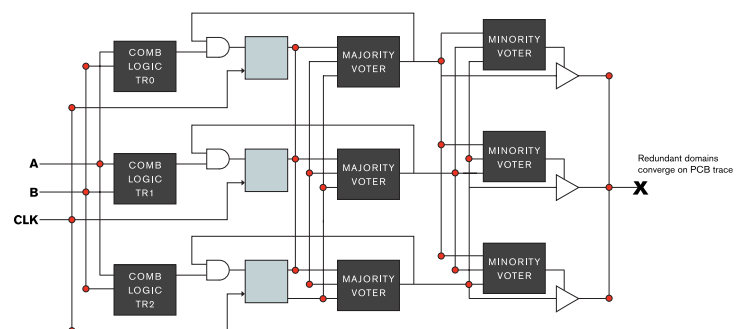 COMB
LOGIC
TR0
MAJORITY
VOTER
MINORITY
VOTER
A
B
CLK
COMB
LOGIC
TR1
MAJORITY
VOTER
MINORITY
VOTER
Redundant domains
converge on PCB trace
X
COMB
LOGIC
TR2
MAJORITY
VOTER
MINORITY
VOTER